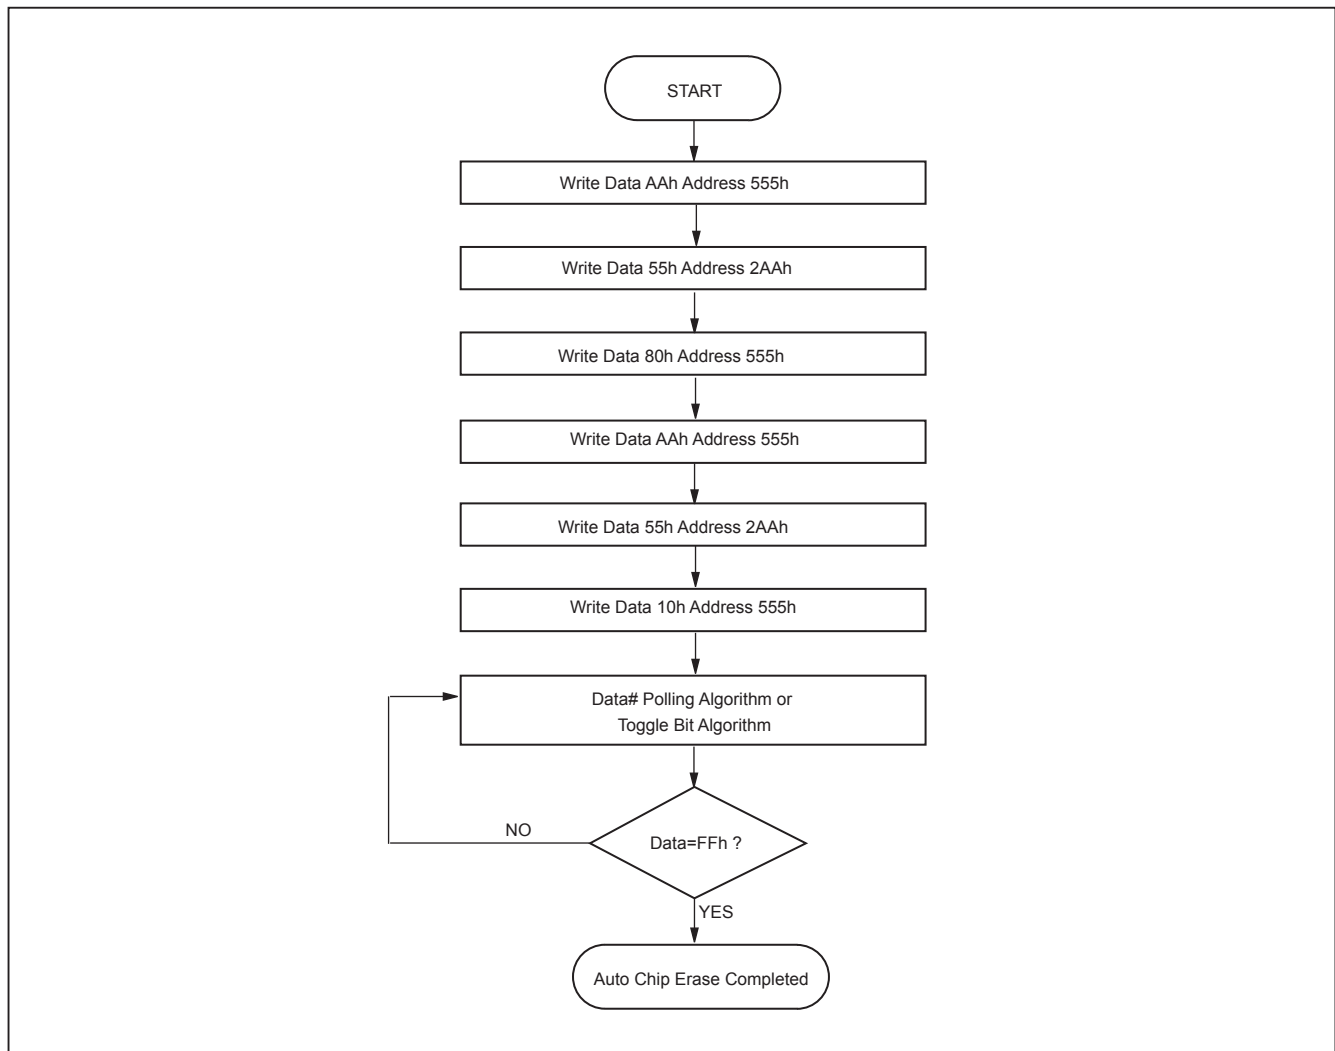 START
Write Data AAh Address 555h
Write Data 55h Address 2AAh
Write Data 80h Address 555h
Write Data AAh Address 555h
Write Data 55h Address 2AAh
Write Data 10h Address 555h
Data# Polling Algorithm or
Toggle Bit Algorithm
NO
Data=FFh ?
YES
Auto Chip Erase Completed